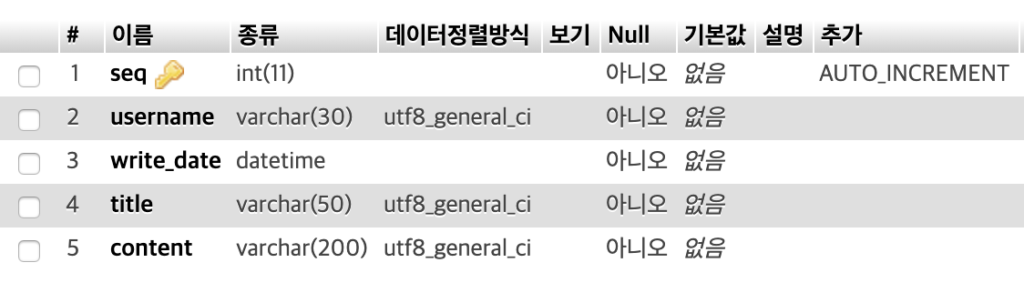 # 이름 종류 데이터정렬방식 보기 Null 기본값 설명 추가
1 seq int(11) 아니오 없음 AUTO_INCREMENT
2 username varchar(30) utf8_general_ci 아니오 없음
3 write_date datetime 아니오 없음
4 title varchar(50) utf8_general_ci 아니오 없음
5 content varchar(200) utf8_general_ci 아니오 없음